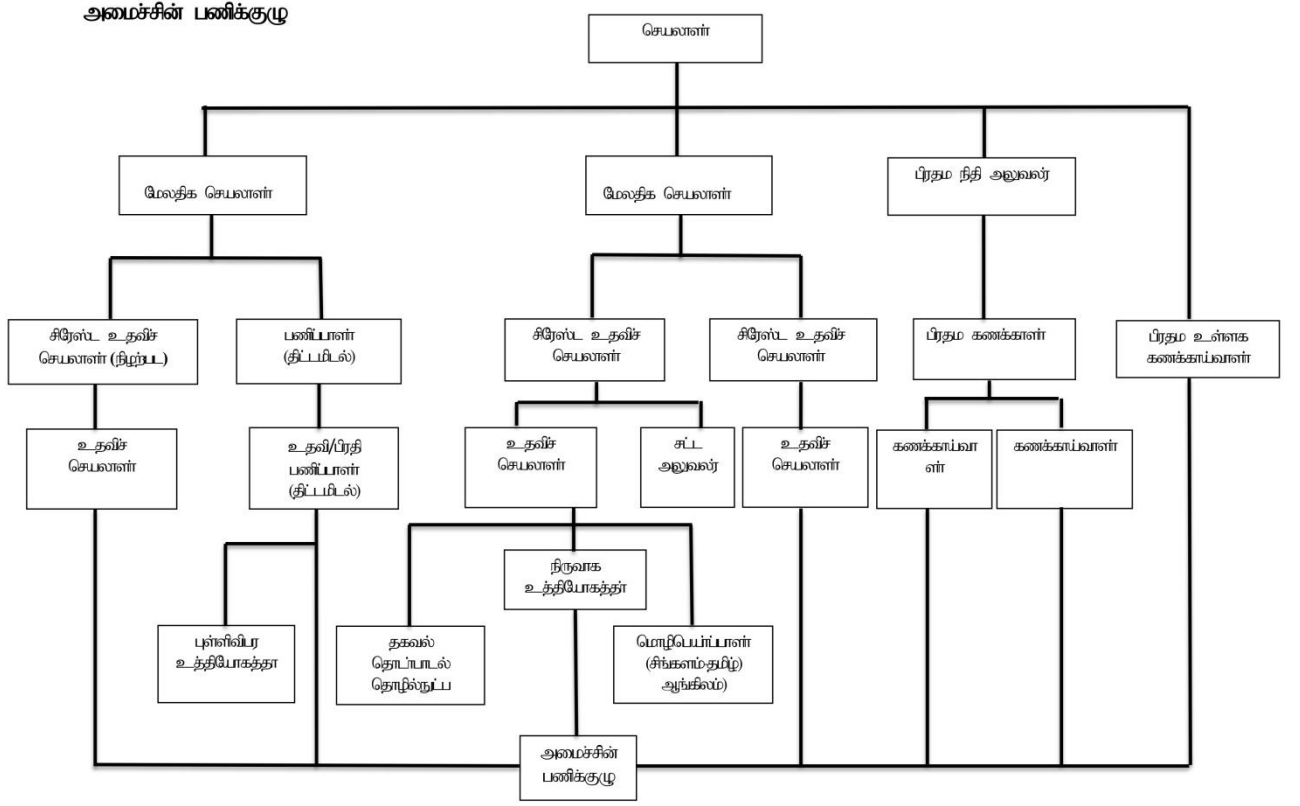 அமைச்சின் பணிக்குழு
செயலாளர்
மேலதிக செயலாளர்
மேலதிக செயலாளர்
பிரதம நிதி அலுவலர்
சிரேஸ்ட உதவிச்
செயலாளர் (நிழற்பட)
பணிப்பாளர்
(திட்டமிடல்)
சிரேஸ்ட உதவிச்
செயலாளர்
சிரேஸ்ட உதவிச்
செயலாளர்
பிரதம கணக்காளர்
பிரதம உள்ளக
கணக்காய்வாளர்
உதவிச்
செயலாளர்
உதவி/பிரதி
பணிப்பாளர்
(திட்டமிடல்)
உதவிச்
செயலாளர்
சட்ட
அலுவலர்
உதவிச்
செயலாளர்
கணக்காய்வா
ளர்
கணக்காய்வாளர்
நிருவாக
உத்தியோகத்தர்
புள்ளிவிபர
உத்தியோகத்தா
தகவல்
தொடர்பாடல்
தொழில்நுட்ப
மொழிபெயர்ப்பாளர்
(சிங்களம்-தமிழ்)
ஆங்கிலம்)
அமைச்சின்
பணிக்குழு